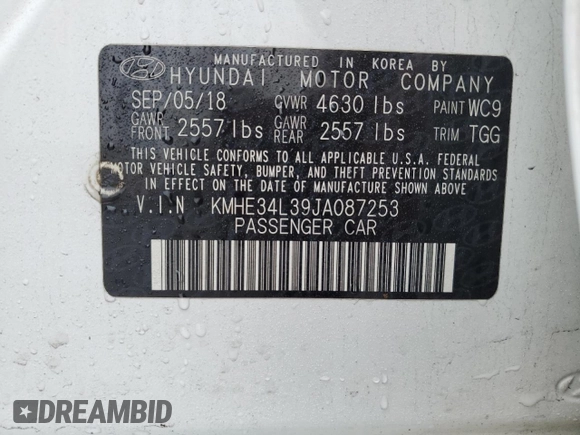 MANUFACTURED IN KOREA BY
HYUNDAI MOTOR COMPANY
SEP/05/18 GVWR 4630 lbs PAINT WC9
GAWR FRONT 2557 lbs GAWR REAR 2557 lbs TRIM TGG
THIS VEHICLE CONFORMS TO ALL APPLICABLE U.S.A. FEDERAL
MOTOR VEHICLE SAFETY, BUMPER, AND THEFT PREVENTION STANDARDS
IN EFFECT ON THE DATE OF MANUFACTURE SHOWN ABOVE
V.I.N KMHE34L39JA087253
PASSENGER CAR
DREAMBID